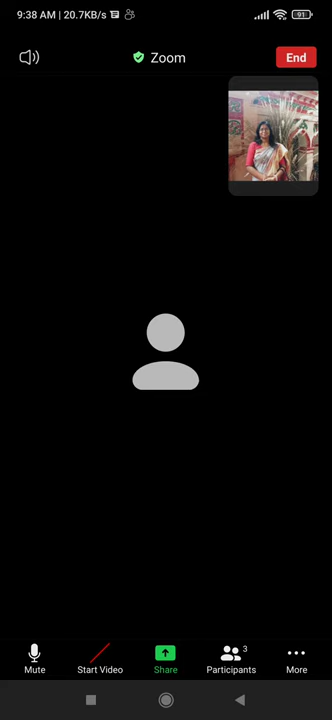 9:38 AM | 20.7KB/s
91
Zoom
End
3
Mute
Start Video
Share
Participants
More